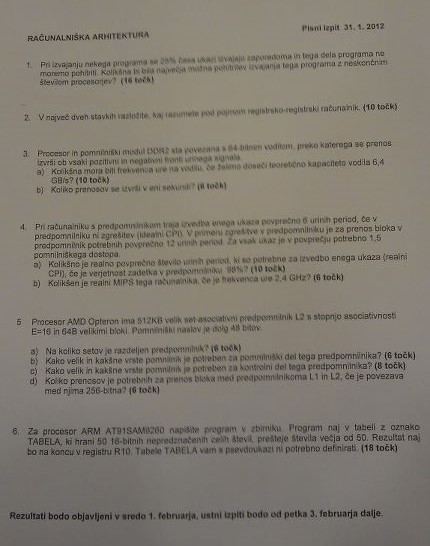 Pisni izpit 31. 1. 2012
RAČUNALNIŠKA ARHITEKTURA
1. Pri izvajanju nekega programa se 25% časa ukazi izvajajo zaporedoma in tega dela programa ne
moremo pohitriti. Kolikšna bi bila največja možna pohitritev izvajanja tega programa z neskončnim
številom procesorjev? (16 točk)
2. V največ dveh stavkih razložite, kaj razumete pod pojmom registrsko-registrski računalnik. (10 točk)
3. Procesor in pomnilniški modul DDR2 sta povezana s 64-bitnim vodilom, preko katerega se prenos
izvrši ob vsaki pozitivni in negativni fronti urinega signala.
a) Kolikšna mora biti frekvenca ure na vodilu, če želimo doseči teoretično kapaciteto vodila 6,4
GB/s? (10 točk)
b) Koliko prenosov se izvrši v eni sekundi? (6 točk)
4. Pri računalniku s predpomnilnikom traja izvedba enega ukaza povprečno 6 urinih period, če v
predpomnilniku ni zgrešitev (idealni CPI). V primeru zgrešitve v predpomnilniku je za prenos bloka v
predpomnilnik potrebnih povprečno 12 urinih period. Za vsak ukaz je v povprečju potrebno 1,5
pomnilniškega dostopa.
a) Kolikšno je realno povprečno število urinih period, ki so potrebne za izvedbo enega ukaza (realni
CPI), če je verjetnost zadetka v predpomnilniku 98%? (10 točk)
b) Kolikšen je realni MIPS tega računalnika, če je frekvenca ure 2,4 GHz? (6 točk)
5 Procesor AMD Opteron ima 512KB velik set-asociativni predpomnilnik L2 s stopnjo asociativnosti
E=16 in 64B velikimi bloki. Pomnilniški naslov je dolg 48 bitov.
a) Na koliko setov je razdeljen predpomnilnik? (6 točk)
b) Kako velik in kakšne vrste pomnilnik je potreben za pomnilniški del tega predpomnilnika? (6 točk)
c) Kako velik in kakšne vrste pomnilnik je potreben za kontrolni del tega predpomnilnika? (8 točk)
d) Koliko prenosov je potrebnih za prenos bloka med predpomnilnikoma L1 in L2, če je povezava
med njima 256-bitna? (6 točk)
6. Za procesor ARM AT91SAM9260 napišite program v zbirniku. Program naj v tabeli z oznako
TABELA, ki hrani 50 16-bitnih nepredznačenih celih števil, prešteje števila večja od 50. Rezultat naj
bo na koncu v registru R10. Tabele TABELA vam s psevdoukazi ni potrebno definirati. (18 točk)
Rezultati bodo objavljeni v sredo 1. februarja, ustni izpiti bodo od petka 3. februarja dalje.